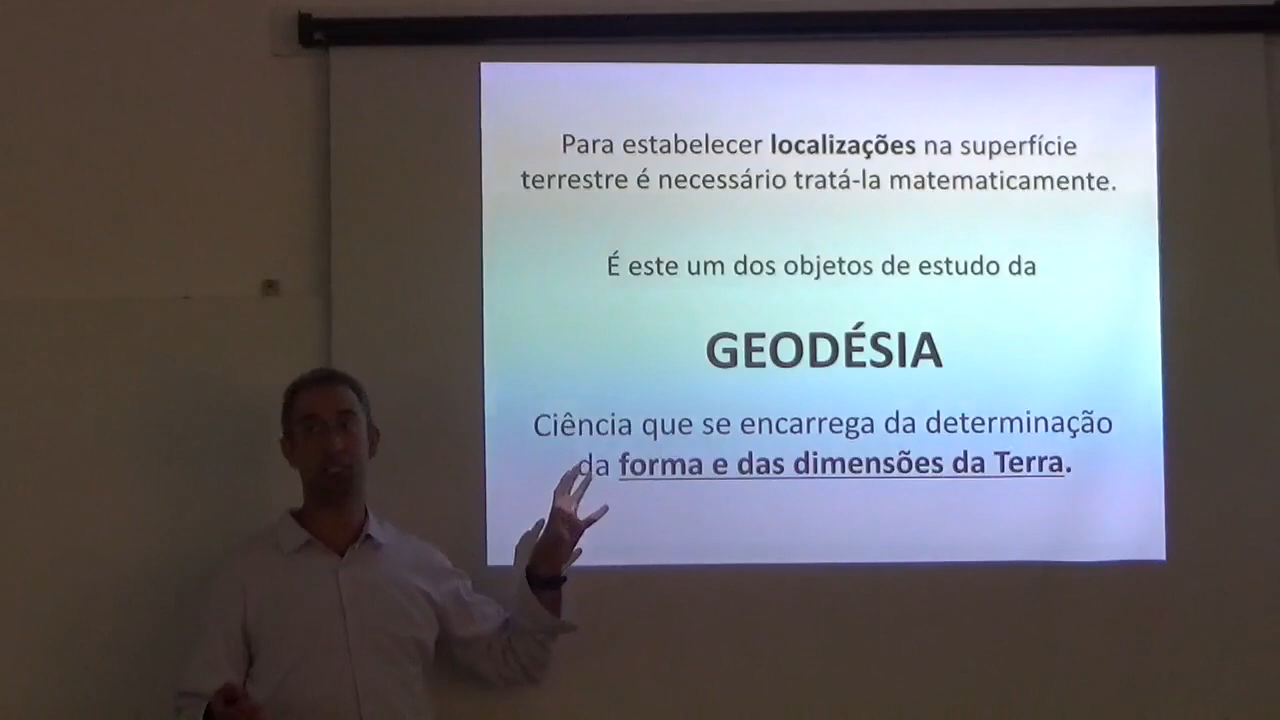 Para estabelecer localizações na superfície
terrestre é necessário tratá-la matematicamente.
É este um dos objetos de estudo da
GEODÉSIA
Ciência que se encarrega da determinação
da forma e das dimensões da Terra.